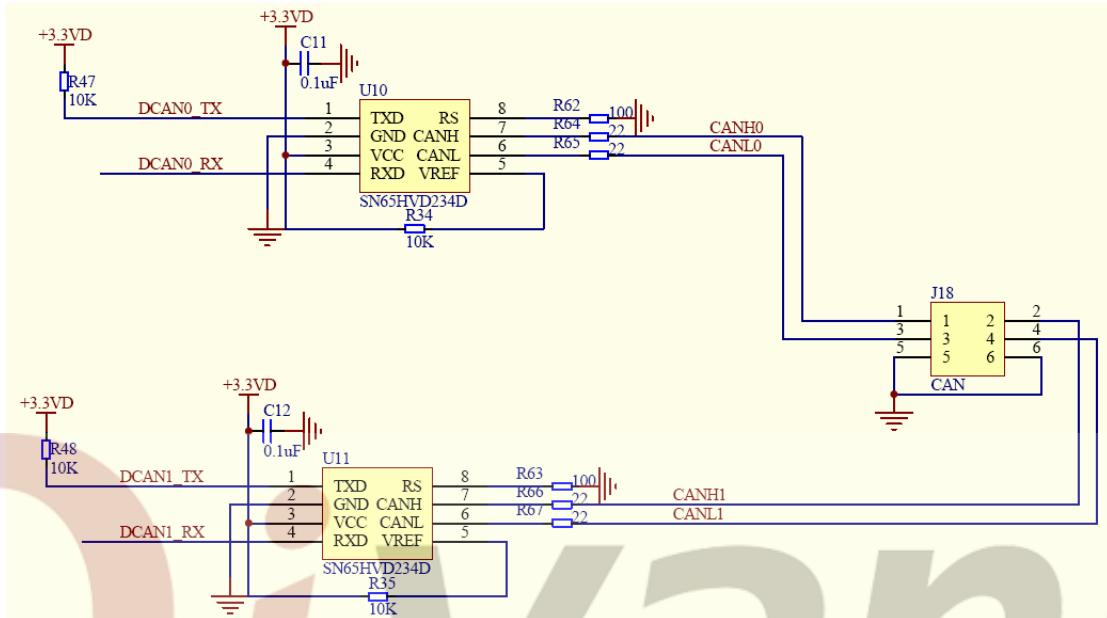 +3.3VD
+3.3VD
C11
0.1uF
R47
10K
U10
DCAN0_TX
1 TXD RS 8 R62 100
2 GND CANH 7 R64 22 CANH0
3 VCC CANL 6 R65 22 CANL0
DCAN0_RX 4 RXD VREF 5
SN65HVD234D
R34
10K
J18
1 1 2 2
3 3 4 4
5 5 6 6
CAN
+3.3VD
+3.3VD
C12
0.1uF
R48
10K
U11
DCAN1_TX
1 TXD RS 8 R63 100
2 GND CANH 7 R66 22 CANH1
3 VCC CANL 6 R67 22 CANL1
DCAN1_RX 4 RXD VREF 5
SN65HVD234D
R35
10K